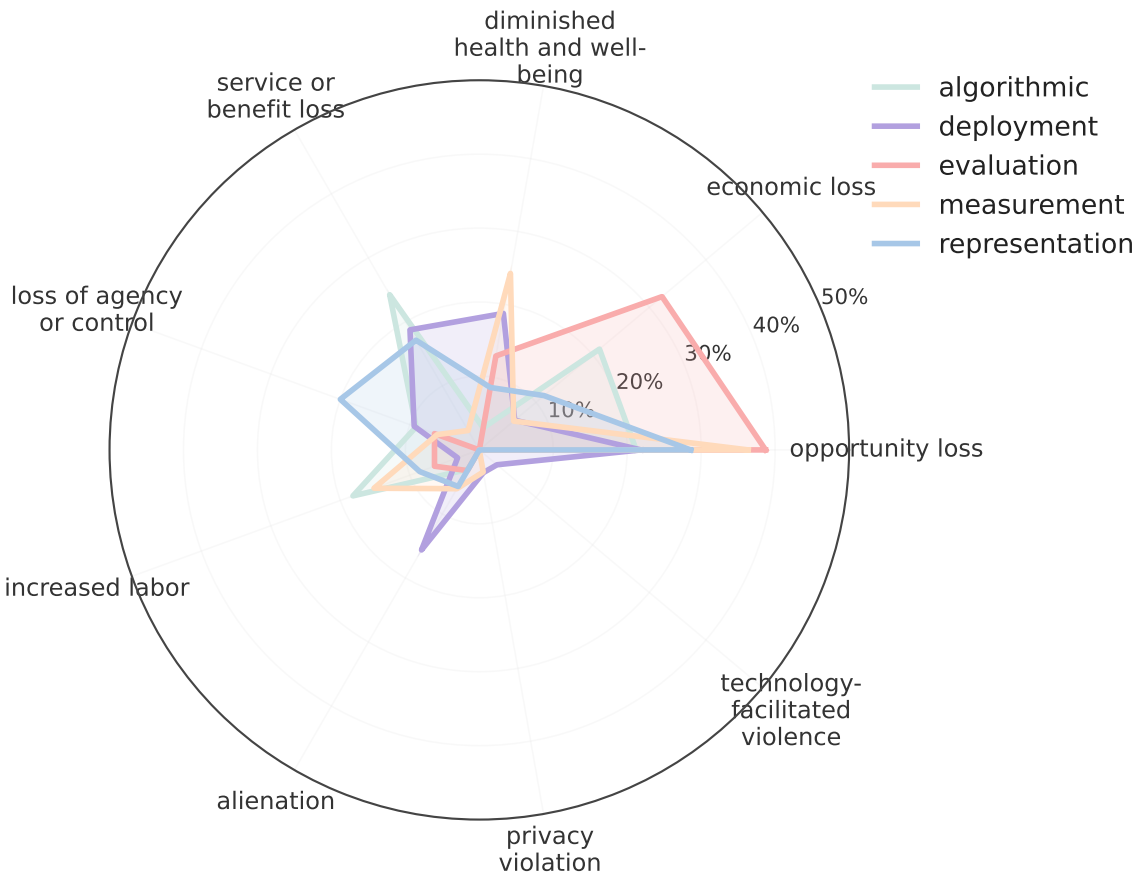 diminished
health and well-
being
service or
benefit loss
algorithmic
deployment
evaluation
measurement
representation
economic loss
loss of agency
or control
50%
40%
30%
20%
10%
opportunity loss
increased labor
technology-
facilitated
violence
alienation
privacy
violation